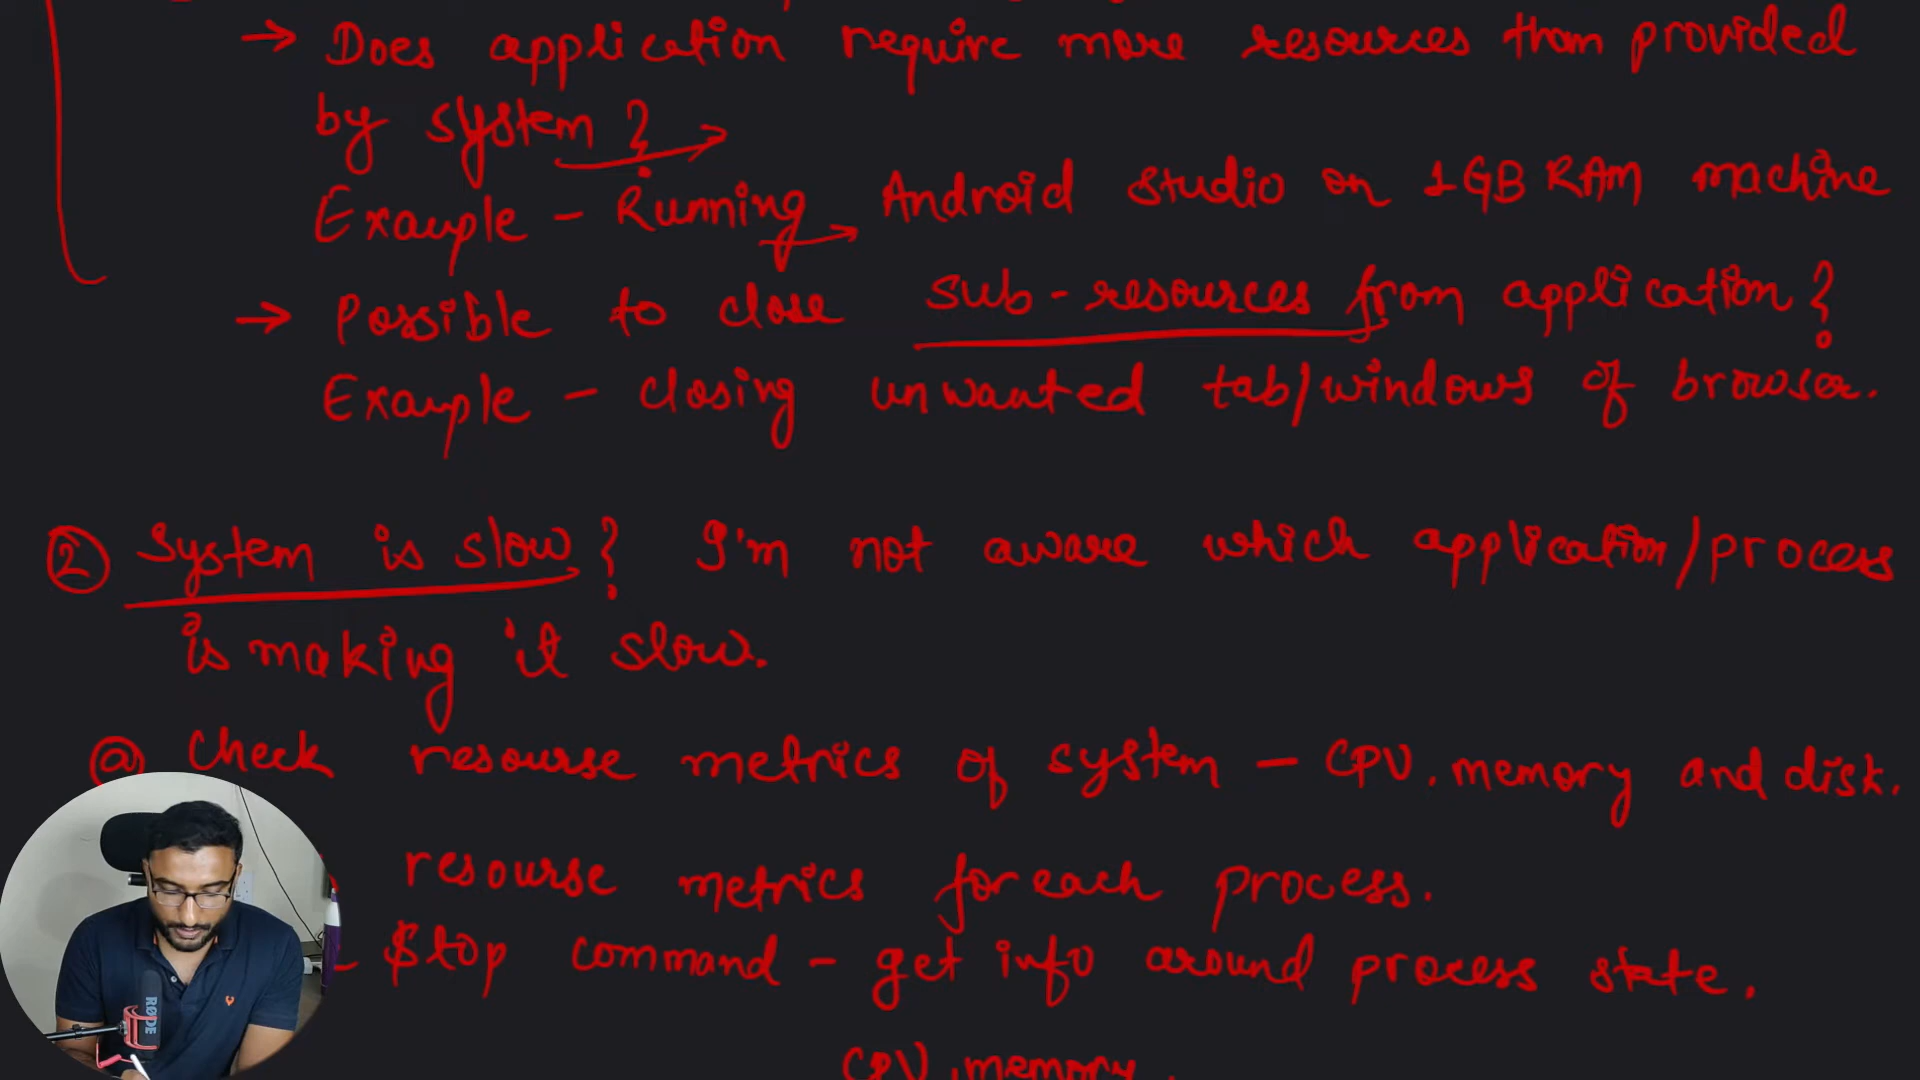 → Does application require more resources than provided
by system ?
Example - Running Android studio on 1GB RAM machine
→ Possible to close sub-resources from application ?
Example - closing unwanted tab/windows of browser.
② System is slow ? I'm not aware which application/process
is making it slow.
@ Check resourse metrics of system - CPU, memory and disk.
resourse metrics for each process.
- $top command - get info around process state.
CPU, memory,
RØDE